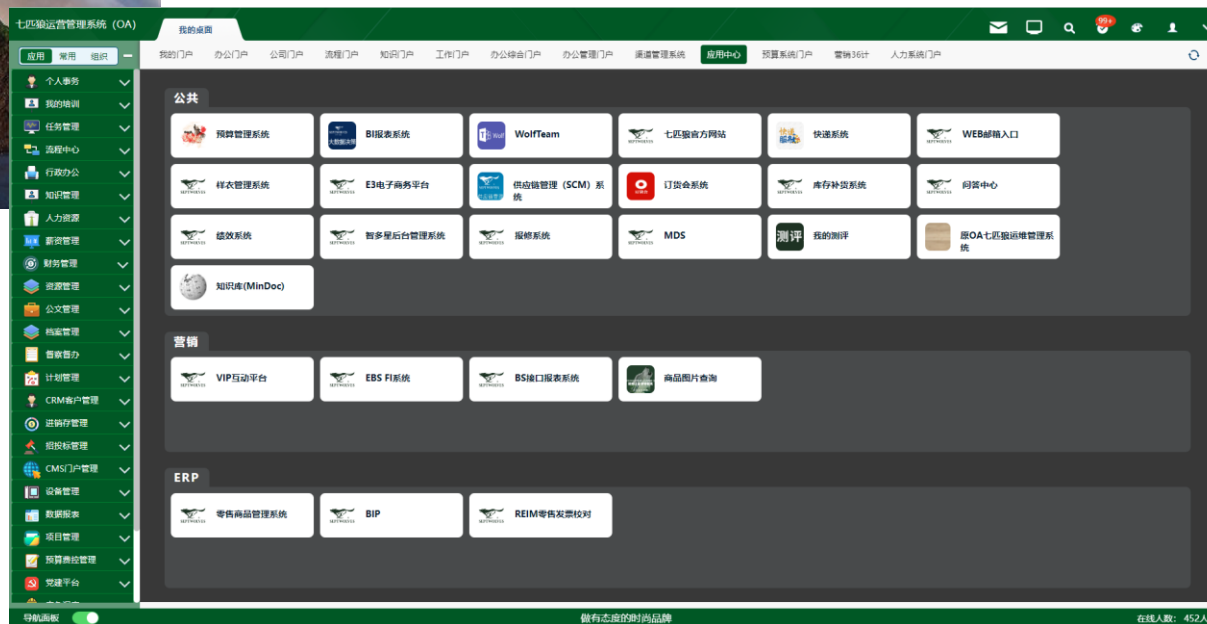 七匹狼运营管理系统 (OA)
我的桌面
99+
应用 常用 组织
我的门户 办公门户 公司门户 流程门户 知识门户 工作门户 办公综合门户 办公管理门户 渠道管理系统 应用中心 预算系统门户 营销36计 人力系统门户
个人事务
我的培训
任务管理
流程中心
行政办公
知识管理
人力资源
薪资管理
财务管理
资源管理
公文管理
档案管理
督察督办
计划管理
CRM客户管理
进销存管理
招投标管理
CMS门户管理
设备管理
数据报表
项目管理
预算费控管理
党建平台
公共
预算管理系统
BI报表系统
WolfTeam
七匹狼官方网站
快递系统
WEB邮箱入口
样衣管理系统
E3电子商务平台
供应链管理（SCM）系
统
订货会系统
库存补货系统
问答中心
绩效系统
智多星后台管理系统
报修系统
MDS
测评
我的测评
原OA七匹狼运维管理系
统
知识库(MinDoc)
营销
VIP互动平台
EBS FI系统
BS接口报表系统
商品图片查询
ERP
零售商品管理系统
BIP
REIM零售发票校对
导航面板
做有态度的时尚品牌
在线人数: 452人